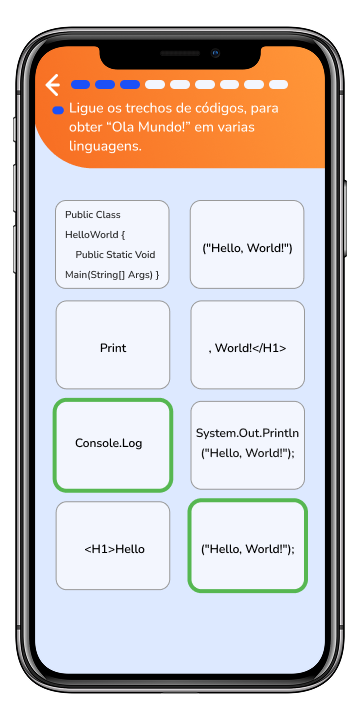 Ligue os trechos de códigos, para
obter “Ola Mundo!” em varias
linguagens.
Public Class
HelloWorld {
Public Static Void
Main(String[] Args) }
("Hello, World!")
Print
, World!</H1>
Console.Log
System.Out.Println
("Hello, World!");
<H1>Hello
("Hello, World!");